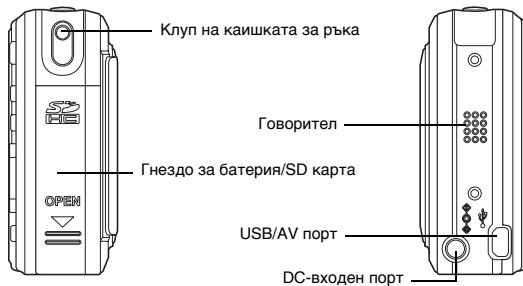 Клуп на каишката за ръка
SD
HC
Говорител
Гнездо за батерия/SD карта
OPEN
USB/AV порт
DC-входен порт